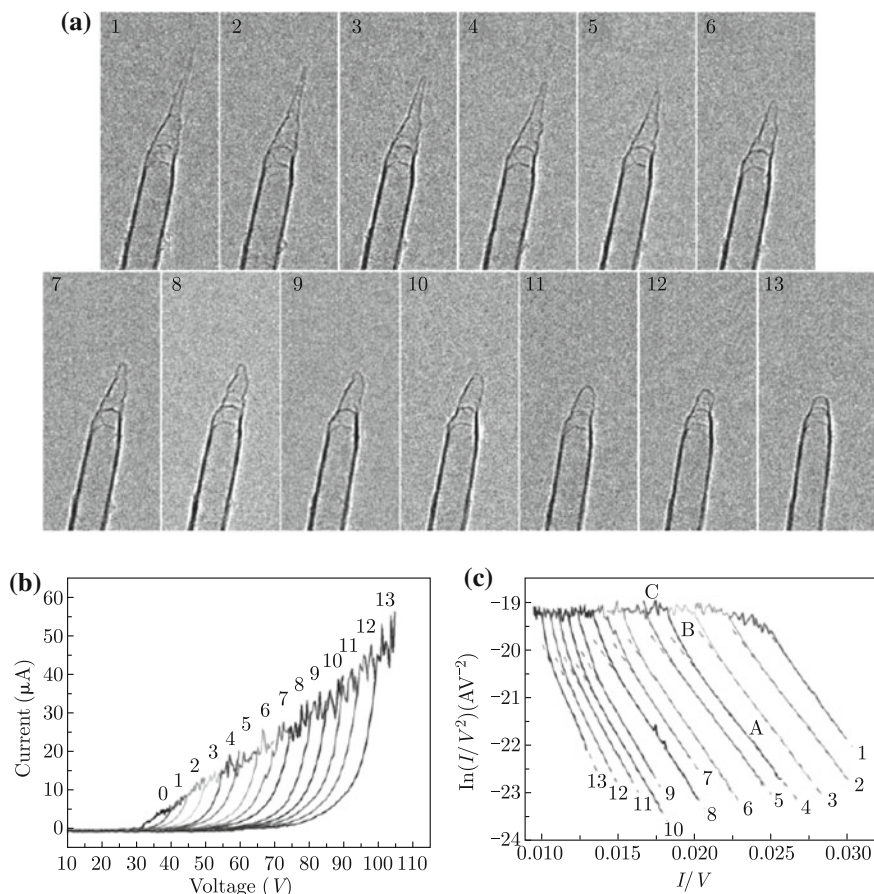 (a)
1 2 3 4 5 6
7 8 9 10 11 12 13
(b)
60
50
40
30
20
10
0
Current (μA)
0 1 2 3 4 5 6 7 8 9 10 11 12 13
10 20 30 40 50 60 70 80 90 100 110
Voltage (V)
(c)
-19
-20
-21
-22
-23
-24
In(I/V²)(AV⁻²)
C
B
A
1
2
3
4
5
6
7
8
9
10
11
12
13
0.010 0.015 0.020 0.025 0.030
I/V